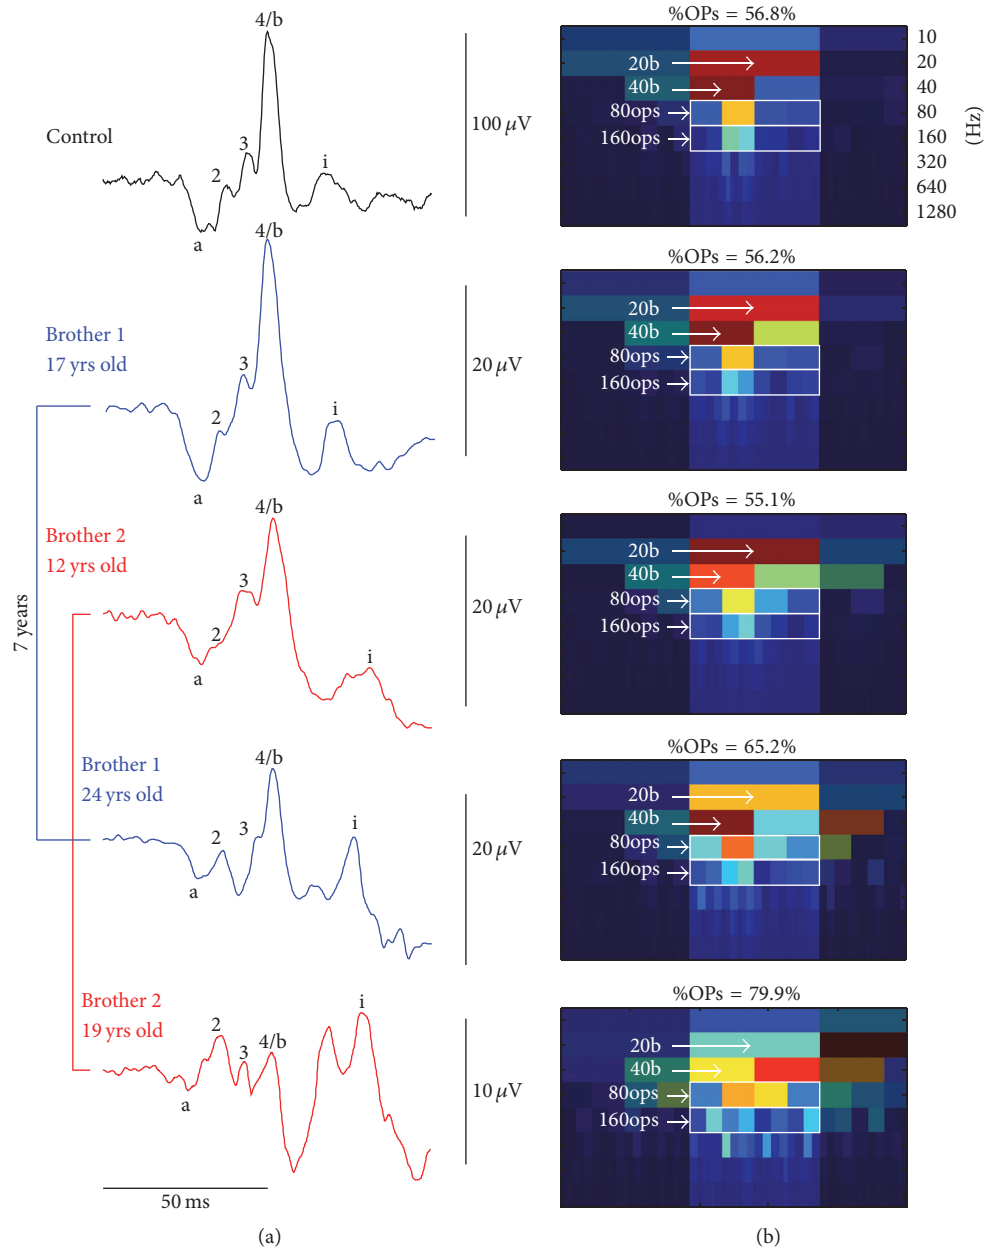 4/b
Control
3
2
i
a
100 μV
Brother 1
17 yrs old
4/b
3
2
i
a
20 μV
Brother 2
12 yrs old
4/b
3
2
i
a
20 μV
7 years
Brother 1
24 yrs old
4/b
3
2
i
a
20 μV
Brother 2
19 yrs old
2
3
4/b
i
a
10 μV
50 ms
(a)
%OPs = 56.8%
20b
40b
80ops
160ops
10
20
40
80
160
320
640
1280
(Hz)
%OPs = 56.2%
20b
40b
80ops
160ops
%OPs = 55.1%
20b
40b
80ops
160ops
%OPs = 65.2%
20b
40b
80ops
160ops
%OPs = 79.9%
20b
40b
80ops
160ops
(b)